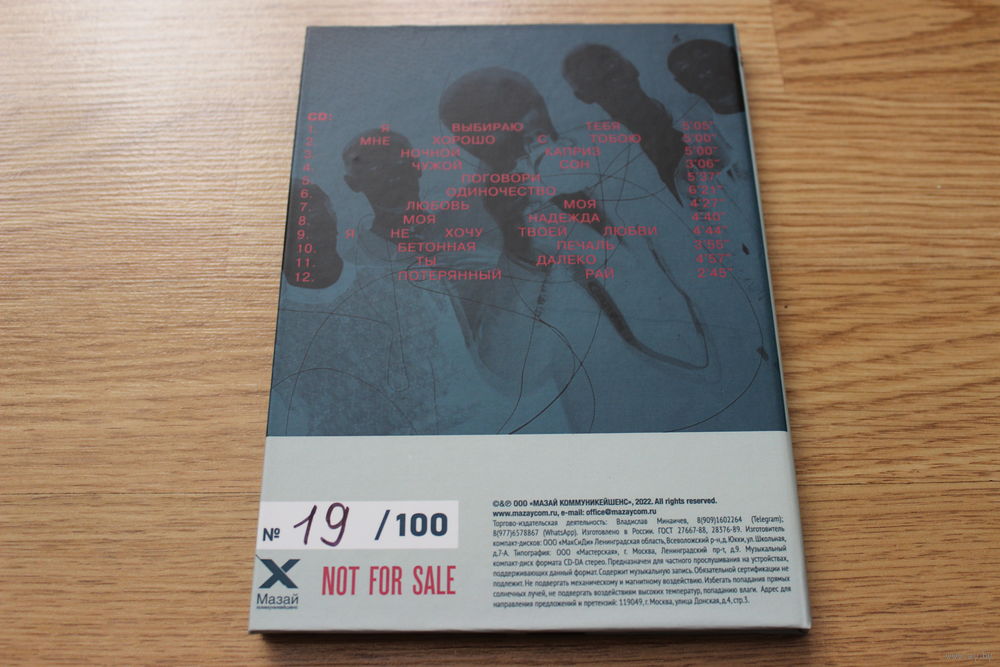 CD:
1. Я ВЫБИРАЮ ТЕБЯ 5'05"
2. МНЕ ХОРОШО С ТОБОЮ 5'00"
3. НОЧНОЙ КАПРИЗ 5'00"
4. ЧУЖОЙ СОН 3'06"
5. ПОГОВОРИ 5'37"
6. ОДИНОЧЕСТВО 6'21"
7. ЛЮБОВЬ МОЯ 4'27"
8. МОЯ НАДЕЖДА 4'40"
9. Я НЕ ХОЧУ ТВОЕЙ ЛЮБВИ 4'44"
10. БЕТОННАЯ ПЕЧАЛЬ 3'55"
11. ТЫ ДАЛЕКО 4'57"
12. ПОТЕРЯННЫЙ РАЙ 2'45"
№ 19 /100
Мазай
коммуникейшенс
NOT FOR SALE
©&℗ ООО «МАЗАЙ КОММУНИКЕЙШЕНС», 2022. All rights reserved.
www.mazaycom.ru, e-mail: office@mazaycom.ru
Торгово-издательская деятельность: Владислав Минаичев, 8(909)1602264 (Telegram);
8(977)6578867 (WhatsApp). Изготовлено в России. ГОСТ 27667-88, 28376-89. Изготовитель
компакт-дисков: ООО «МакСиДи» Ленинградская область, Всеволожский р-н,д. Юкки, ул.Школьная,
д.7-А. Типография: ООО «Мастерская», г. Москва, Ленинградский пр-т, д.9. Музыкальный
компакт-диск формата CD-DA стерео. Предназначен для частного прослушивания на устройствах,
поддерживающих данный формат. Содержит музыкальную запись. Обязательной сертификации не
подлежит. Не подвергать механическому и магнитному воздействию. Избегать попадания прямых
солнечных лучей, не подвергать воздействиям высоких температур, попаданию влаги. Адрес для
направления предложений и претензий: 119049, г. Москва, улица Донская, д.4, стр.3.